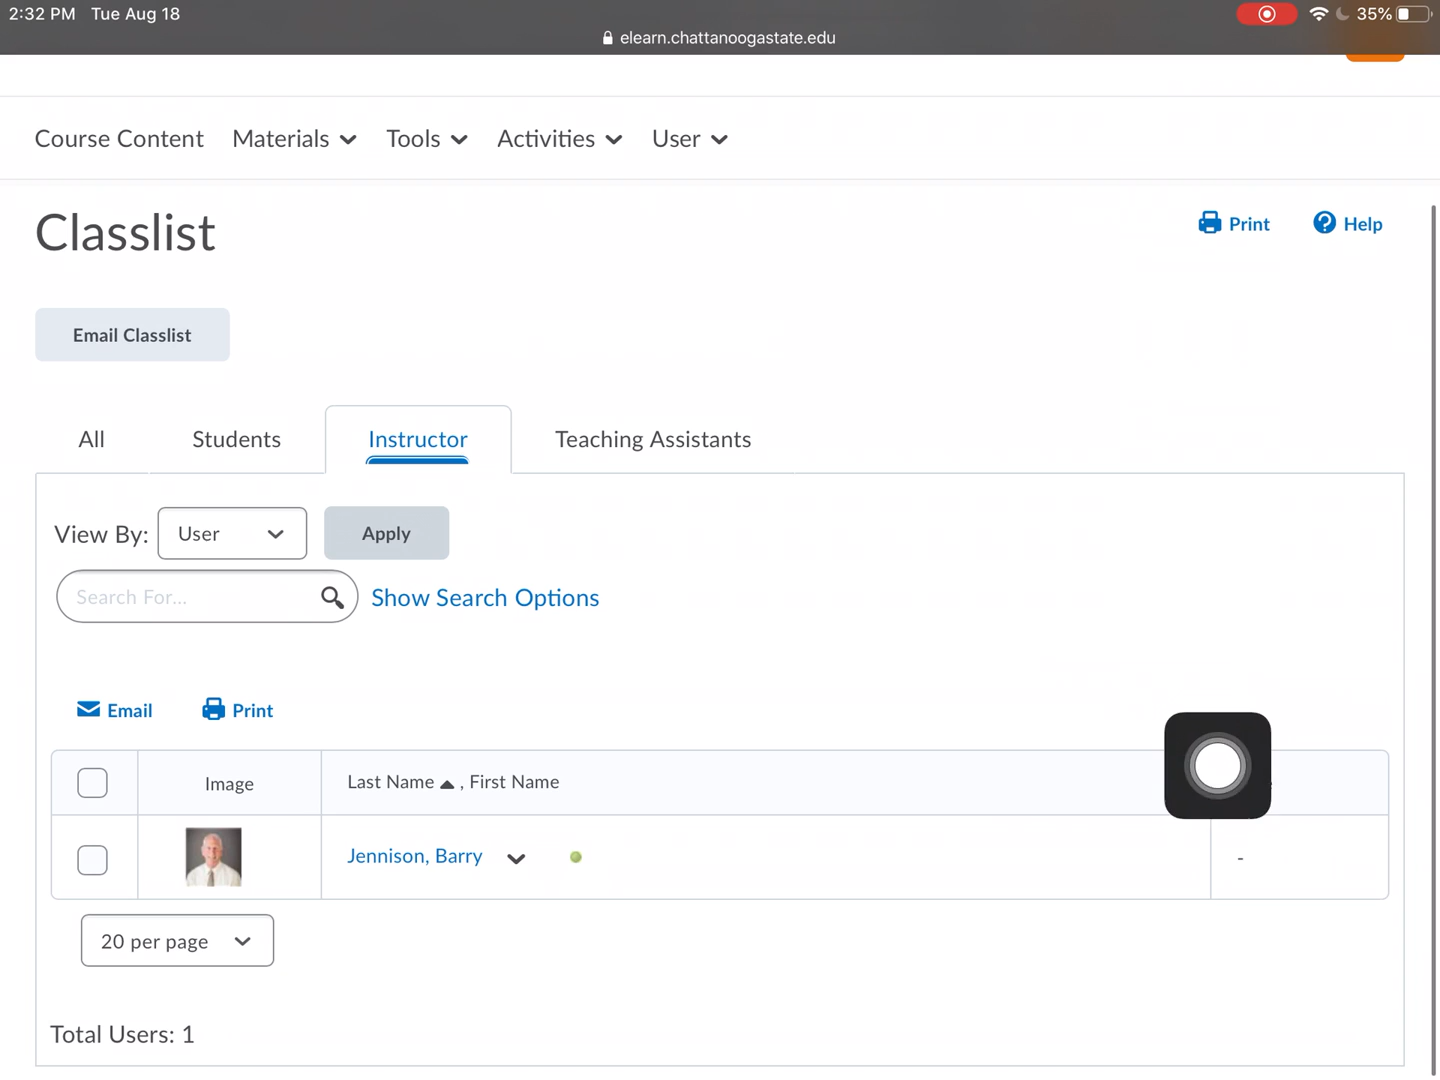 2:32 PM Tue Aug 18 35%
elearn.chattanoogastate.edu
Course Content Materials Tools Activities User
Classlist Print Help
Email Classlist
All Students Instructor Teaching Assistants
View By: User Apply
Search For... Show Search Options
Email Print
Image Last Name , First Name
Jennison, Barry -
20 per page
Total Users: 1